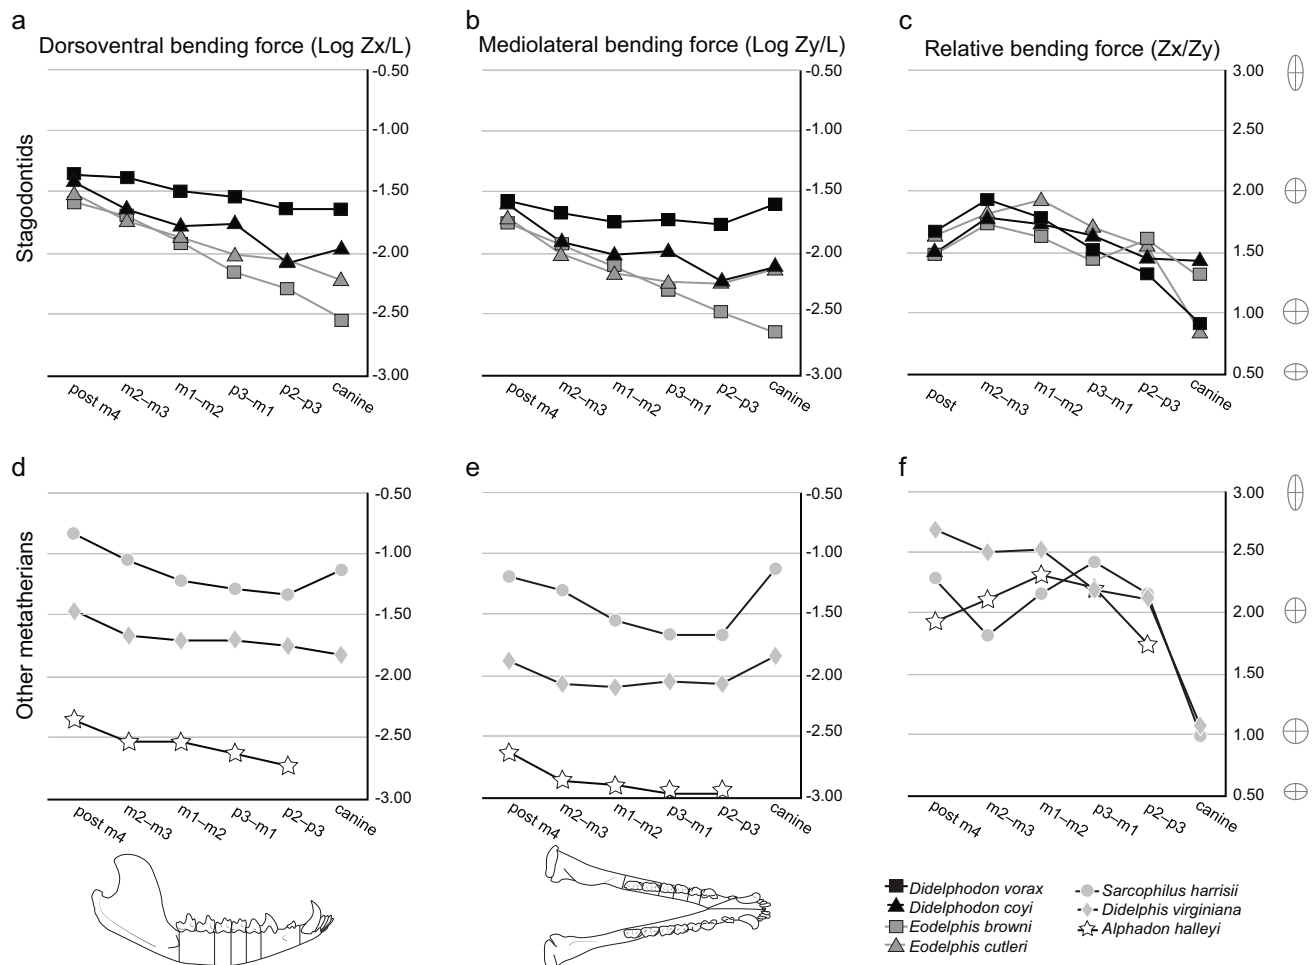 a
Dorsoventral bending force (Log Zx/L)
b
Mediolateral bending force (Log Zy/L)
c
Relative bending force (Zx/Zy)
Stagodontids
-0.50
-1.00
-1.50
-2.00
-2.50
-3.00
post m4
m2–m3
m1–m2
p3–m1
p2–p3
canine
-0.50
-1.00
-1.50
-2.00
-2.50
-3.00
post m4
m2–m3
m1–m2
p3–m1
p2–p3
canine
3.00
2.50
2.00
1.50
1.00
0.50
post
m2–m3
m1–m2
p3–m1
p2–p3
canine
d
e
f
Other metatherians
-0.50
-1.00
-1.50
-2.00
-2.50
-3.00
post m4
m2–m3
m1–m2
p3–m1
p2–p3
canine
-0.50
-1.00
-1.50
-2.00
-2.50
-3.00
post m4
m2–m3
m1–m2
p3–m1
p2–p3
canine
3.00
2.50
2.00
1.50
1.00
0.50
post m4
m2–m3
m1–m2
p3–m1
p2–p3
canine
Didelphodon vorax
Didelphodon coyi
Eodelphis browni
Eodelphis cutleri
Sarcophilus harrisii
Didelphis virginiana
Alphadon halleyi